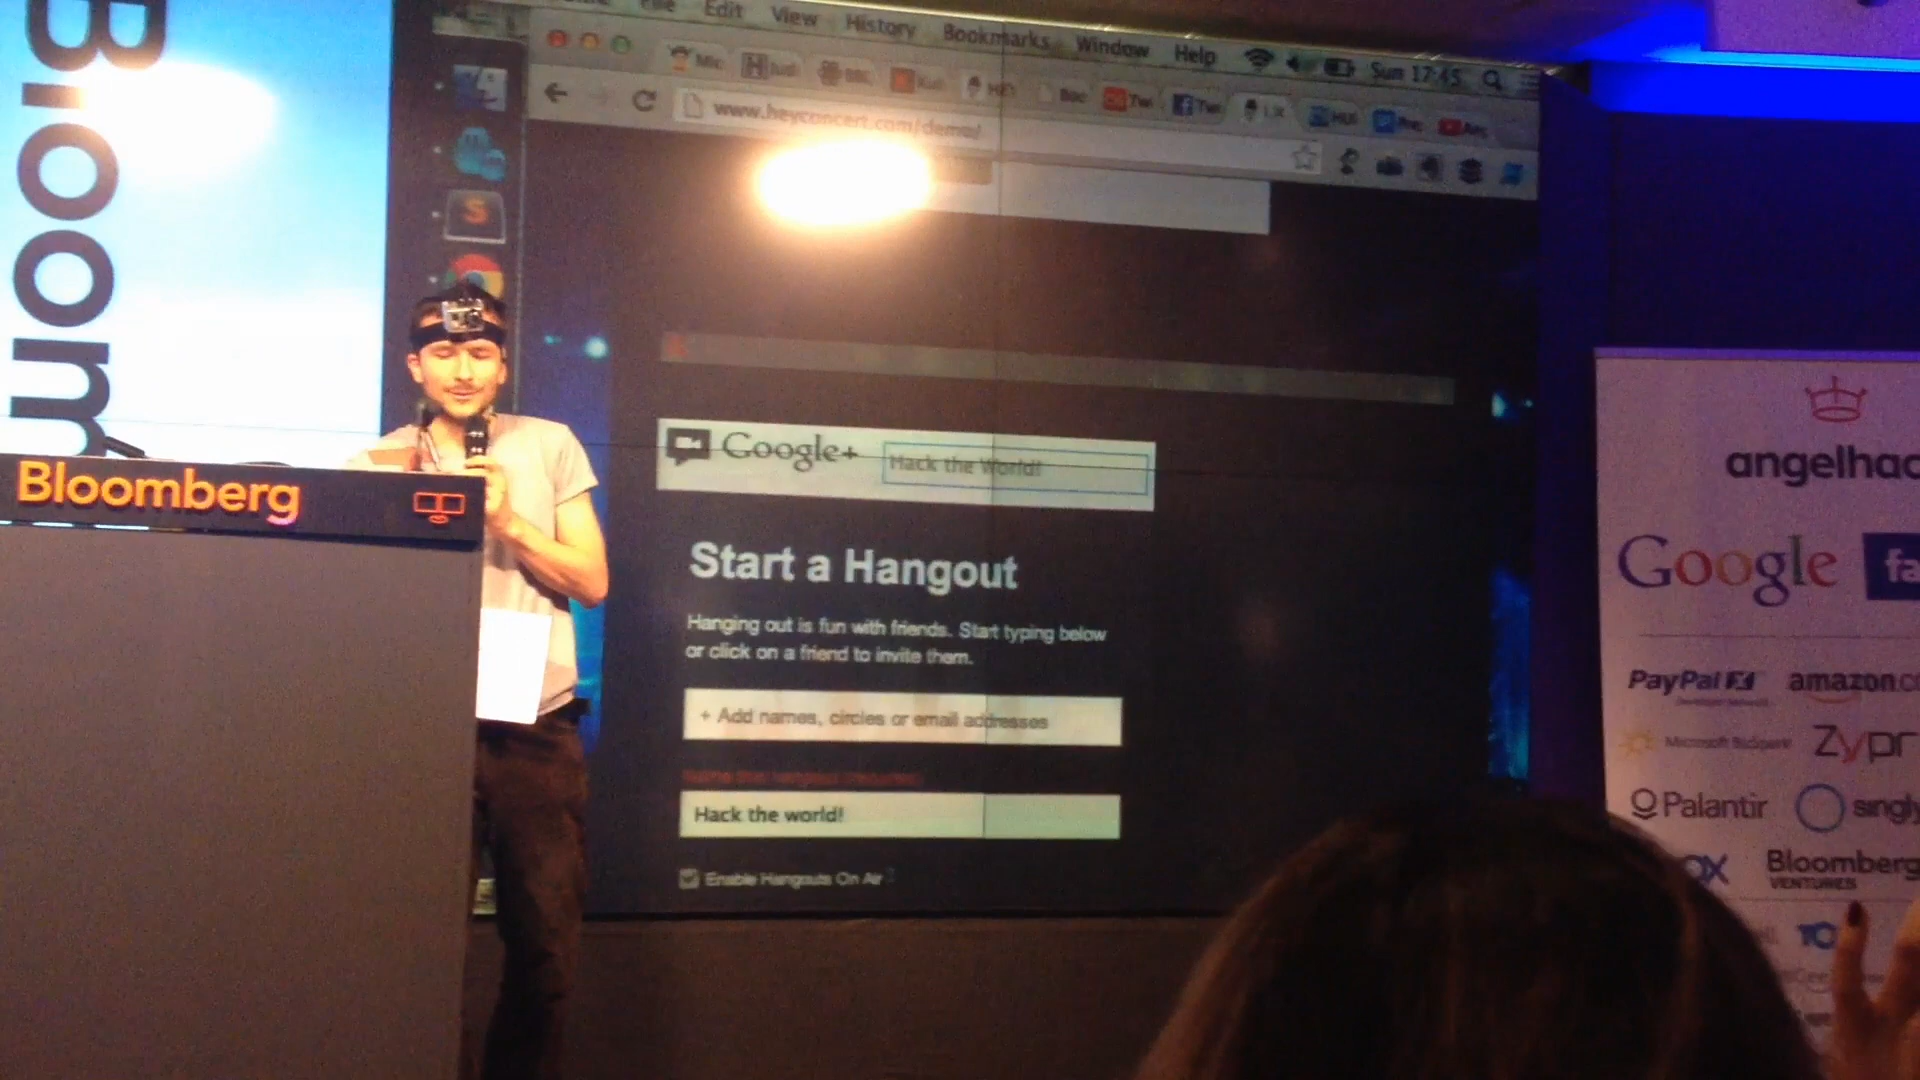 Bloom
File Edit View History Bookmarks Window Help Sun 17:45
www.heyconcert.com/demo/
Google+ Hack the World!
Start a Hangout
Hanging out is fun with friends. Start typing below
or click on a friend to invite them.
+ Add names, circles or email addresses
Hack the world!
Enable Hangouts On Air
Bloomberg
angelhac
Google fa
PayPal amazon.c
Zypr
Palantir singly
Bloomberg
VENTURES